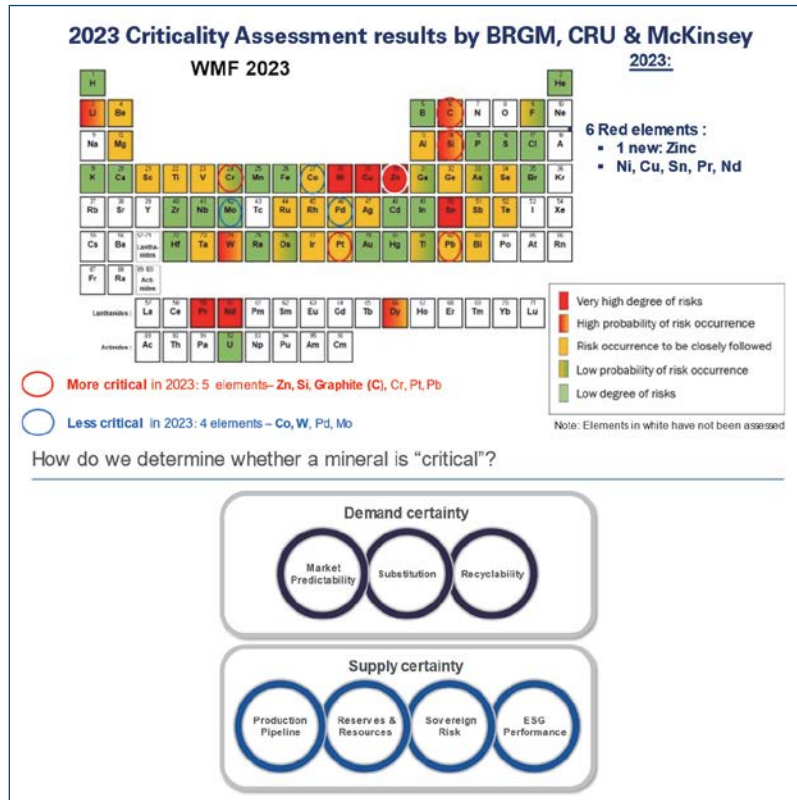 2023 Criticality Assessment results by BRGM, CRU & McKinsey
WMF 2023
2023:
H He
Li Be B C N O F Ne
Na Mg Al Si P S Cl A
K Ca Sc Ti V Cr Mn Fe Co Ni Cu Zn Ga Ge As Se Br Kr
Rb Sr Y Zr Nb Mo Tc Ru Rh Pd Ag Cd In Sn Sb Te I Xe
Cs Ba Lantha-nides Hf Ta W Re Os Ir Pt Au Hg Tl Pb Bi Po At Rn
Fr Ra Acti-nides
Lanthanides : La Ce Pr Nd Pm Sm Eu Gd Tb Dy Ho Er Tm Yb Lu
Actinoides : Ac Th Pa U Np Pu Am Cm
6 Red elements :
▪ 1 new: Zinc
▪ Ni, Cu, Sn, Pr, Nd
Very high degree of risks
High probability of risk occurrence
Risk occurrence to be closely followed
Low probability of risk occurrence
Low degree of risks
Note: Elements in white have not been assessed
More critical in 2023: 5 elements– Zn, Si, Graphite (C), Cr, Pt, Pb
Less critical in 2023: 4 elements – Co, W, Pd, Mo
How do we determine whether a mineral is “critical”?
Demand certainty
Market
Predictability
Substitution
Recyclability
Supply certainty
Production
Pipeline
Reserves &
Resources
Sovereign
Risk
ESG
Performance